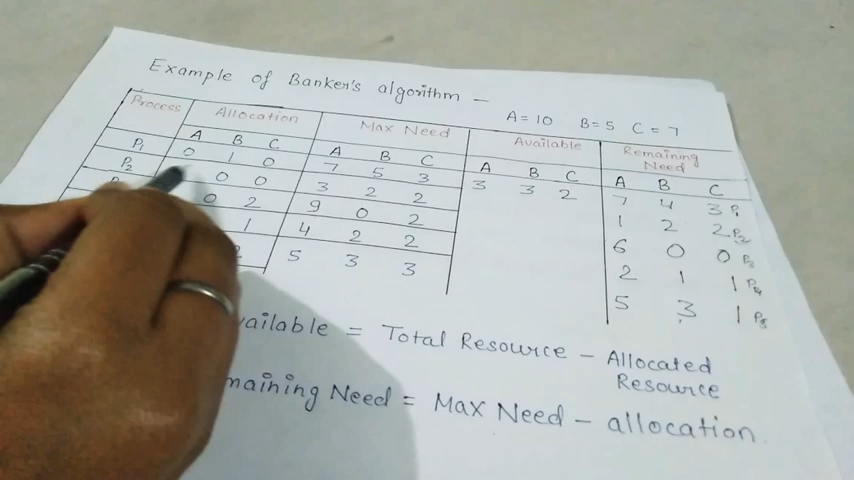 Example of Banker's algorithm –
A = 10 B = 5 C = 7
Process Allocation Max Need Available Remaining Need
A B C A B C A B C A B C
P1 0 1 0 7 5 3 3 3 2 7 4 3 P1
P2 0 0 3 2 2 1 2 2 P2
0 2 9 0 2 6 0 0 P3
1 4 2 2 2 1 1 P4
2 5 3 3 5 3 1 P5
vailable = Total Resource – Allocated
Resource
maining Need = Max Need – allocation.